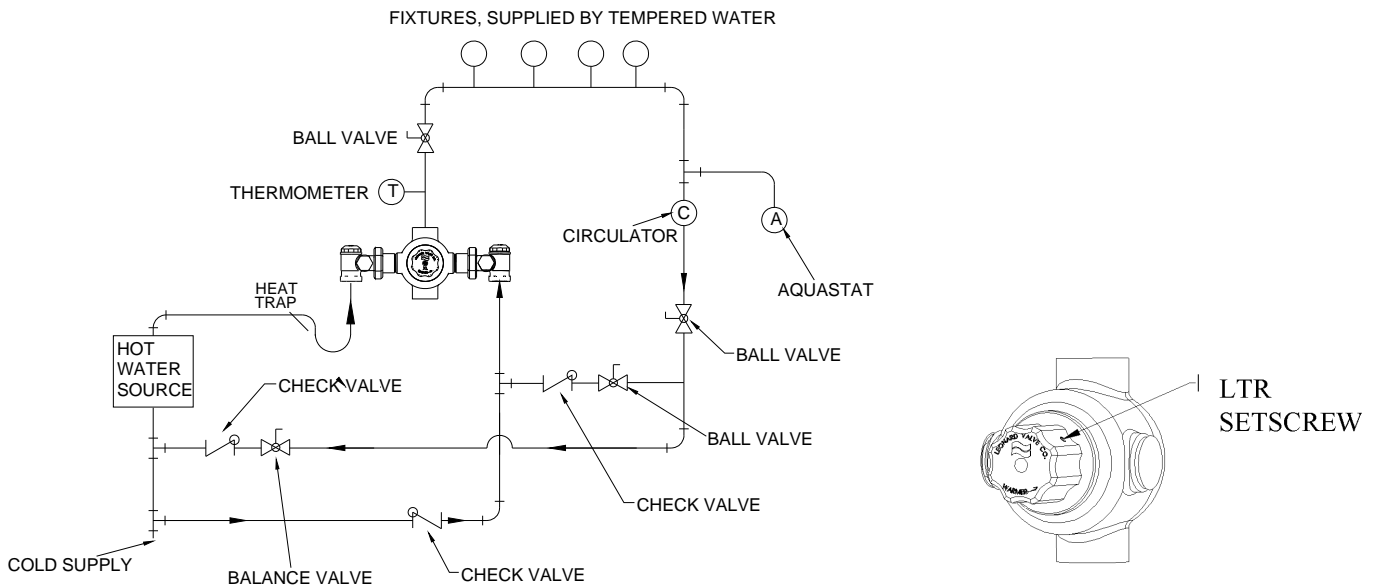 FIXTURES, SUPPLIED BY TEMPERED WATER
BALL VALVE
THERMOMETER
T
C
CIRCULATOR
A
AQUASTAT
HEAT
TRAP
HOT
WATER
SOURCE
CHECK VALVE
BALL VALVE
BALL VALVE
CHECK VALVE
COLD SUPPLY
BALANCE VALVE
CHECK VALVE
LTR
SETSCREW
LEONARD VALVE CO.
WARMER